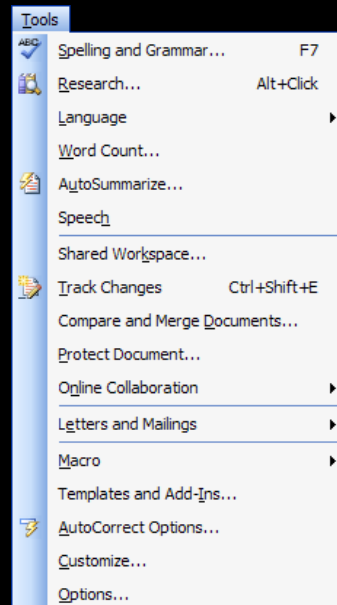 Tools
ABC Spelling and Grammar... F7
Research... Alt+Click
Language
Word Count...
AutoSummarize...
Speech
Shared Workspace...
Track Changes Ctrl+Shift+E
Compare and Merge Documents...
Protect Document...
Online Collaboration
Letters and Mailings
Macro
Templates and Add-Ins...
AutoCorrect Options...
Customize...
Options...